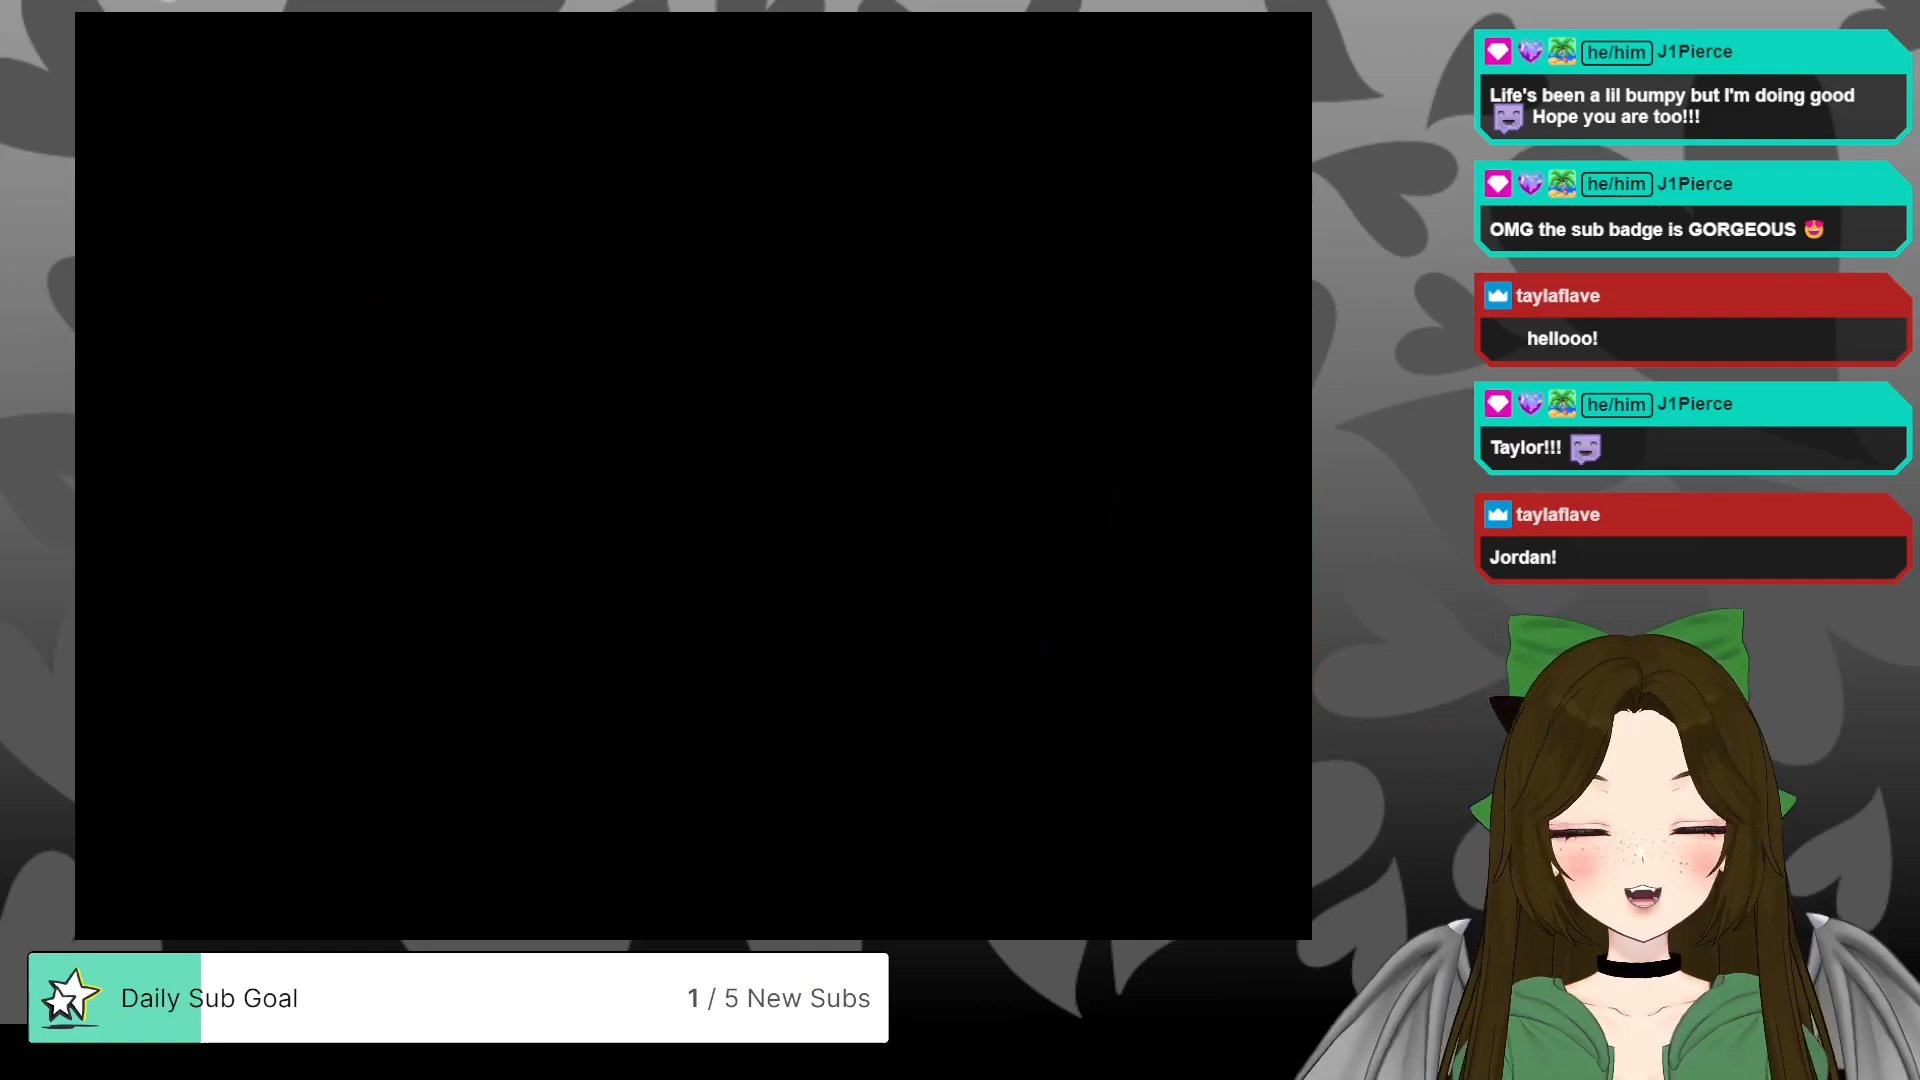 he/him J1Pierce
Life's been a lil bumpy but I'm doing good
Hope you are too!!!
he/him J1Pierce
OMG the sub badge is GORGEOUS 😍
taylaflave
hellooo!
he/him J1Pierce
Taylor!!!
taylaflave
Jordan!
Daily Sub Goal 1 / 5 New Subs